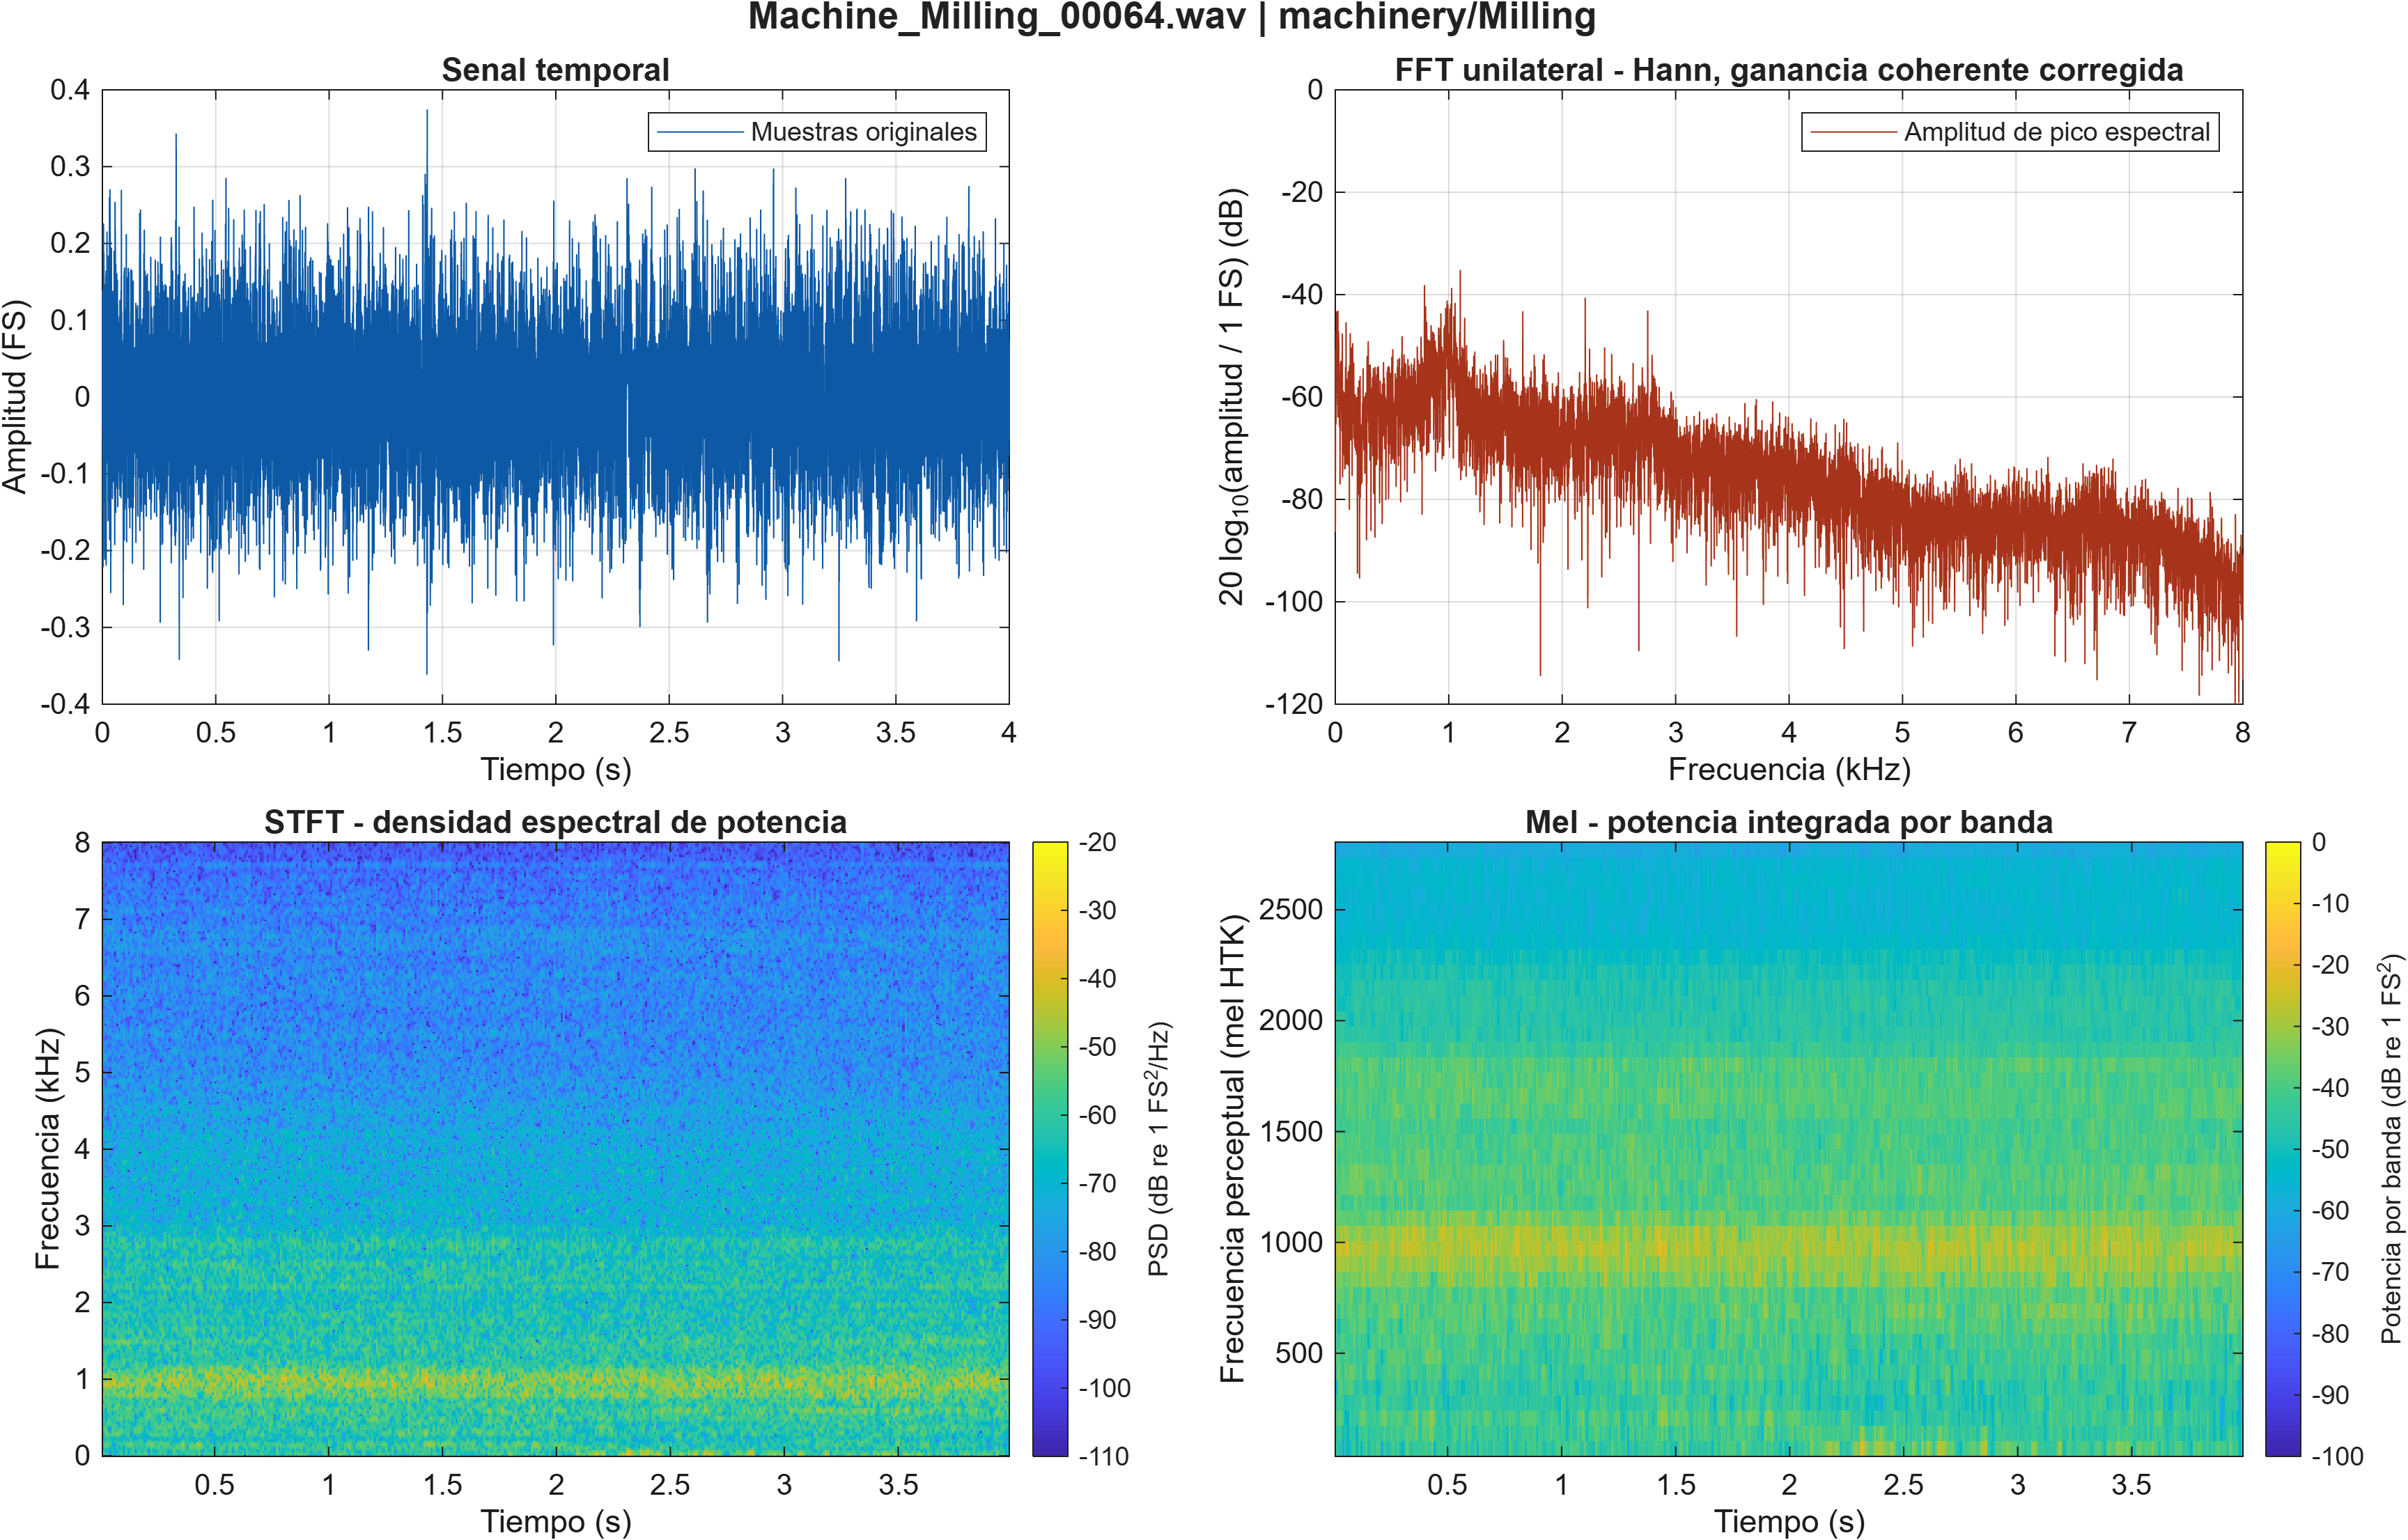 Machine_Milling_00064.wav | machinery/Milling
Senal temporal
Muestras originales
Amplitud (FS)
0.4
0.3
0.2
0.1
0
-0.1
-0.2
-0.3
-0.4
0 0.5 1 1.5 2 2.5 3 3.5 4
Tiempo (s)
FFT unilateral - Hann, ganancia coherente corregida
Amplitud de pico espectral
20 log10(amplitud / 1 FS) (dB)
0
-20
-40
-60
-80
-100
-120
0 1 2 3 4 5 6 7 8
Frecuencia (kHz)
STFT - densidad espectral de potencia
Frecuencia (kHz)
8
7
6
5
4
3
2
1
0
0.5 1 1.5 2 2.5 3 3.5
Tiempo (s)
-20
-30
-40
-50
-60
-70
-80
-90
-100
-110
PSD (dB re 1 FS2/Hz)
Mel - potencia integrada por banda
Frecuencia perceptual (mel HTK)
2500
2000
1500
1000
500
0.5 1 1.5 2 2.5 3 3.5
Tiempo (s)
0
-10
-20
-30
-40
-50
-60
-70
-80
-90
-100
Potencia por banda (dB re 1 FS2)